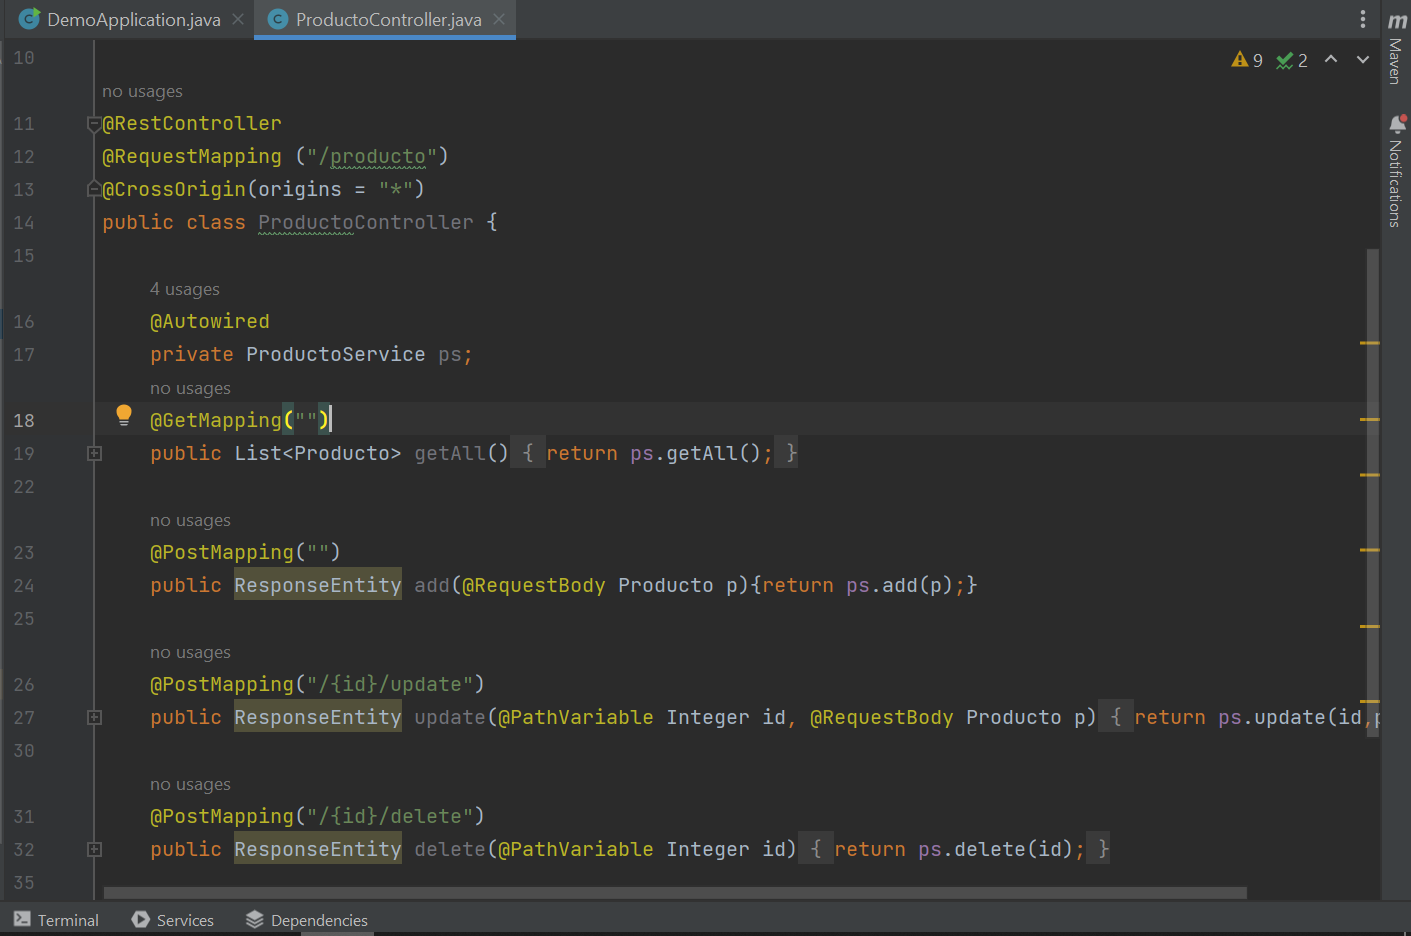 DemoApplication.java ProductoController.java
10 9 2
no usages
11 @RestController
12 @RequestMapping ("/producto")
13 @CrossOrigin(origins = "*")
14 public class ProductoController {
15
4 usages
16 @Autowired
17 private ProductoService ps;
no usages
18 @GetMapping("")
19 public List<Producto> getAll() { return ps.getAll(); }
22
no usages
23 @PostMapping("")
24 public ResponseEntity add(@RequestBody Producto p){return ps.add(p);}
25
no usages
26 @PostMapping("/{id}/update")
27 public ResponseEntity update(@PathVariable Integer id, @RequestBody Producto p) { return ps.update(id,p
30
no usages
31 @PostMapping("/{id}/delete")
32 public ResponseEntity delete(@PathVariable Integer id) { return ps.delete(id); }
35
Terminal Services Dependencies
m
Maven
Notifications